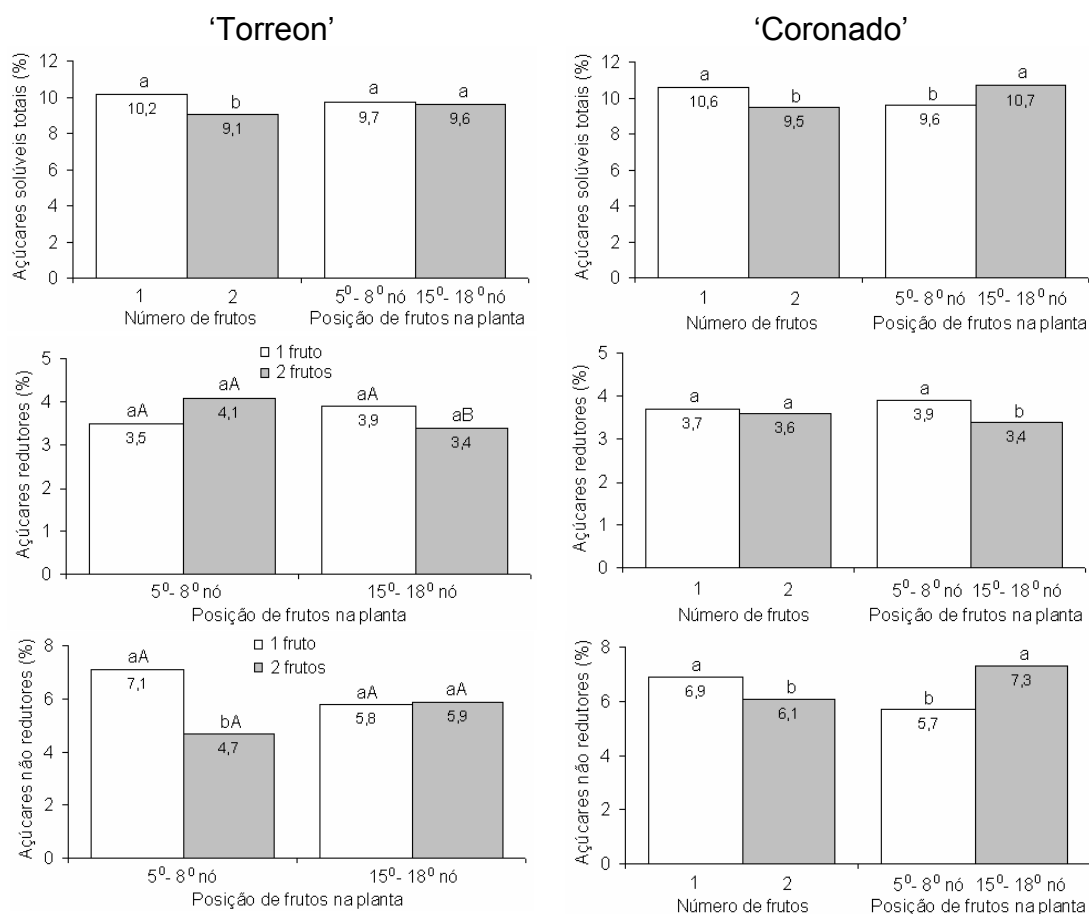 ‘Torreon’
Açúcares solúveis totais (%)
12
10
8
6
4
2
0
a
10,2
b
9,1
a
9,7
a
9,6
1 2 5⁰- 8⁰ nó 15⁰- 18⁰ nó
Número de frutos Posição de frutos na planta
‘Coronado’
Açúcares solúveis totais (%)
12
10
8
6
4
2
0
a
10,6
b
9,5
b
9,6
a
10,7
1 2 5⁰- 8⁰ nó 15⁰- 18⁰ nó
Número de frutos Posição de frutos na planta
Açúcares redutores (%)
5
4
3
2
1
0
1 fruto
2 frutos
aA
3,5
aA
4,1
aA
3,9
aB
3,4
5⁰- 8⁰ nó 15⁰- 18⁰ nó
Posição de frutos na planta
Açúcares redutores (%)
5
4
3
2
1
0
a
3,7
a
3,6
a
3,9
b
3,4
1 2 5⁰- 8⁰ nó 15⁰- 18⁰ nó
Número de frutos Posição de frutos na planta
Açúcares não redutores (%)
8
6
4
2
0
1 fruto
2 frutos
aA
7,1
bA
4,7
aA
5,8
aA
5,9
5⁰- 8⁰ nó 15⁰- 18⁰ nó
Posição de frutos na planta
Açúcares não redutores (%)
8
6
4
2
0
a
6,9
b
6,1
b
5,7
a
7,3
1 2 5⁰- 8⁰ nó 15⁰- 18⁰ nó
Número de frutos Posição de frutos na planta